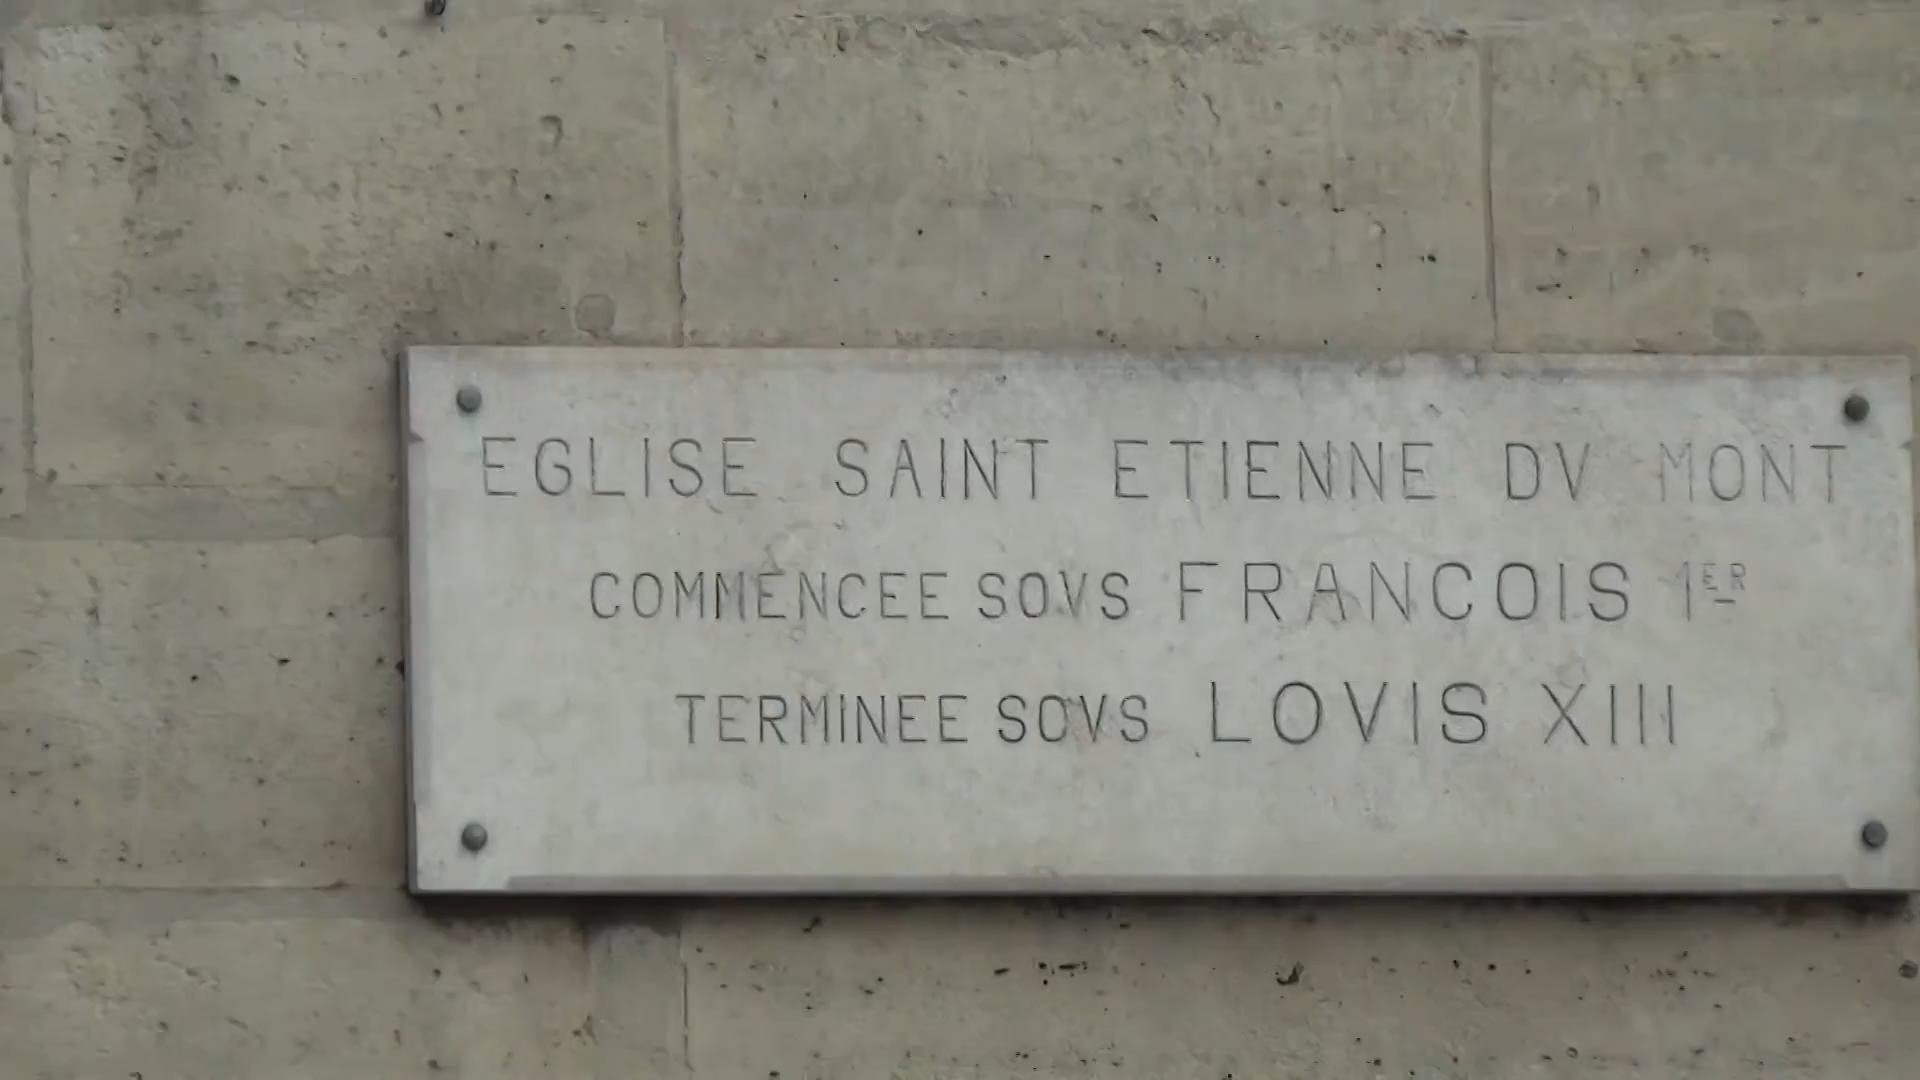 EGLISE SAINT ETIENNE DV MONT
COMMENCEE SOVS FRANCOIS 1ER
TERMINEE SOVS LOVIS XIII